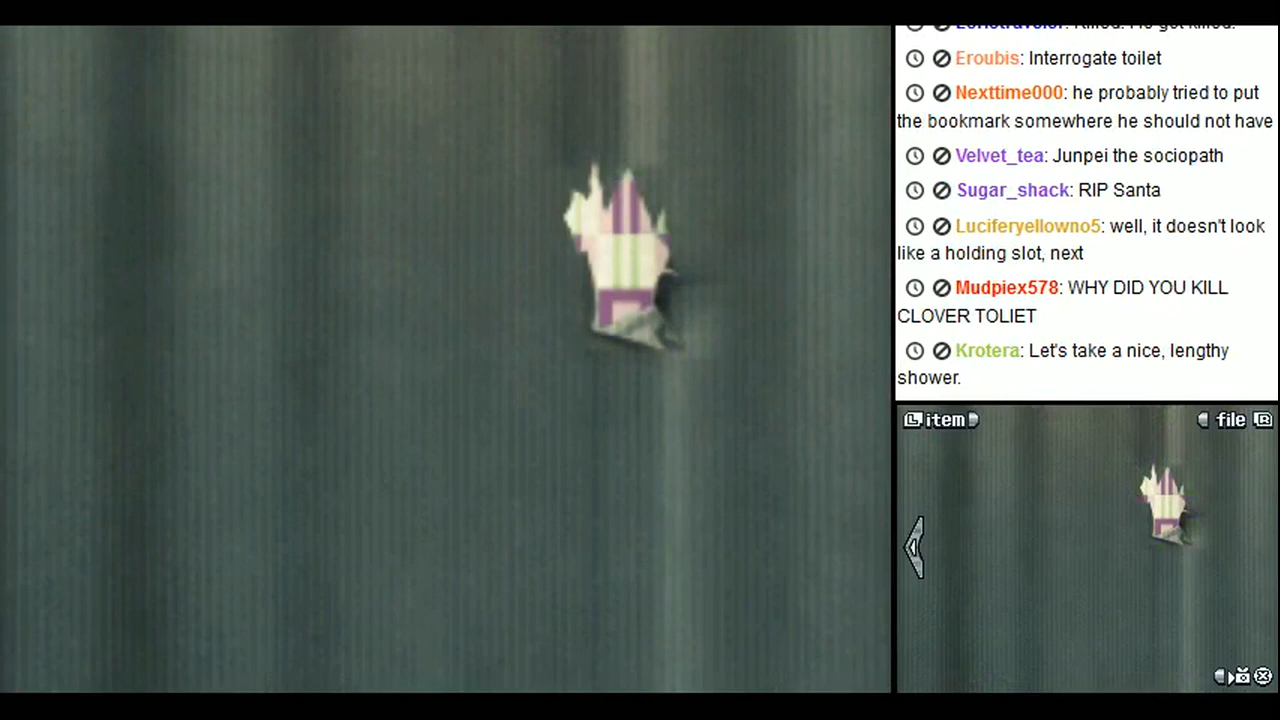 Eroubis: Interrogate toilet
Nexttime000: he probably tried to put
the bookmark somewhere he should not have
Velvet_tea: Junpei the sociopath
Sugar_shack: RIP Santa
Luciferyellowno5: well, it doesn't look
like a holding slot, next
Mudpiex578: WHY DID YOU KILL
CLOVER TOLIET
Krotera: Let's take a nice, lengthy
shower.
L item file R